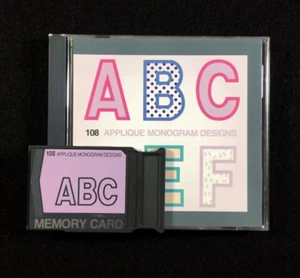 ABC
108 APPLIQUE MONOGRAM DESIGNS
EF
108 APPLIQUE MONOGRAM DESIGNS
ABC
MEMORY CARD